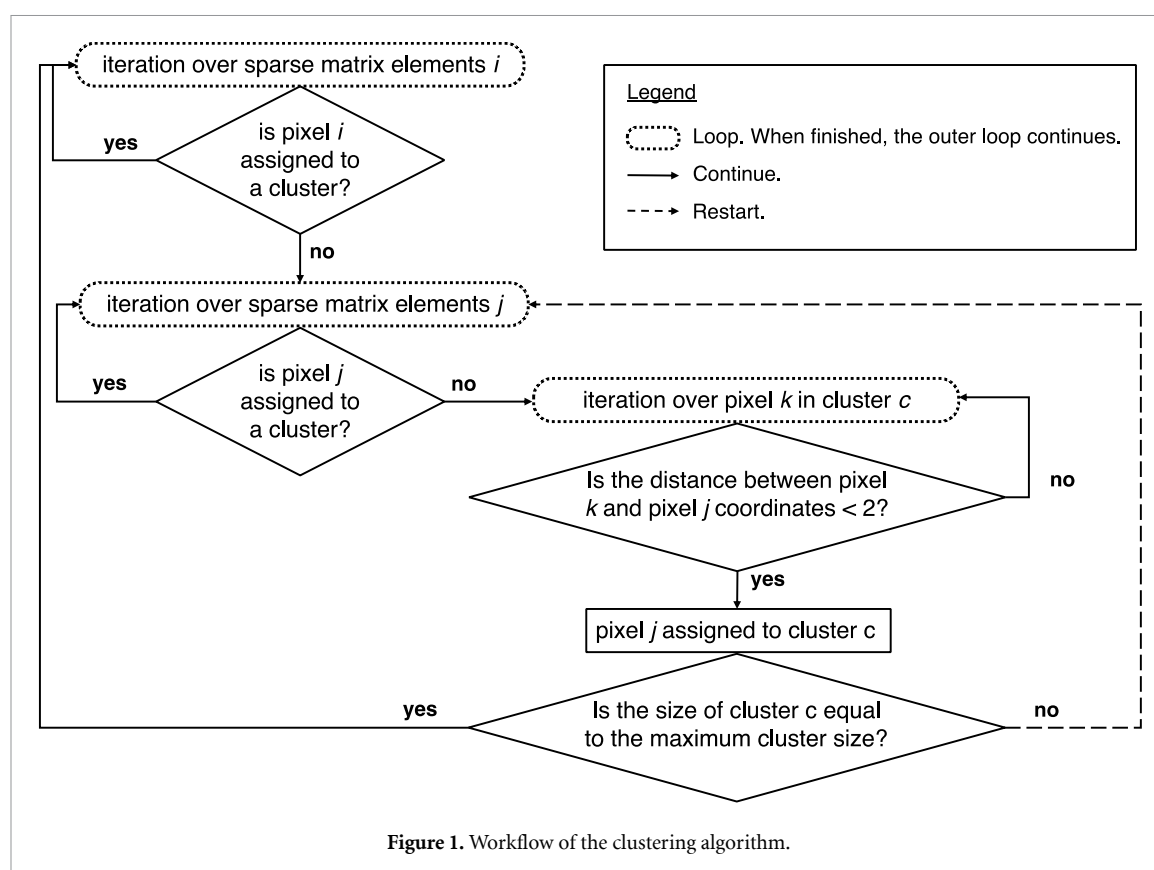 iteration over sparse matrix elements i
is pixel i
assigned to
a cluster?
yes
no
Legend
Loop. When finished, the outer loop continues.
Continue.
Restart.
iteration over sparse matrix elements j
is pixel j
assigned to
a cluster?
yes
no
iteration over pixel k in cluster c
Is the distance between pixel
k and pixel j coordinates < 2?
no
yes
pixel j assigned to cluster c
Is the size of cluster c equal
to the maximum cluster size?
yes
no
Figure 1. Workflow of the clustering algorithm.